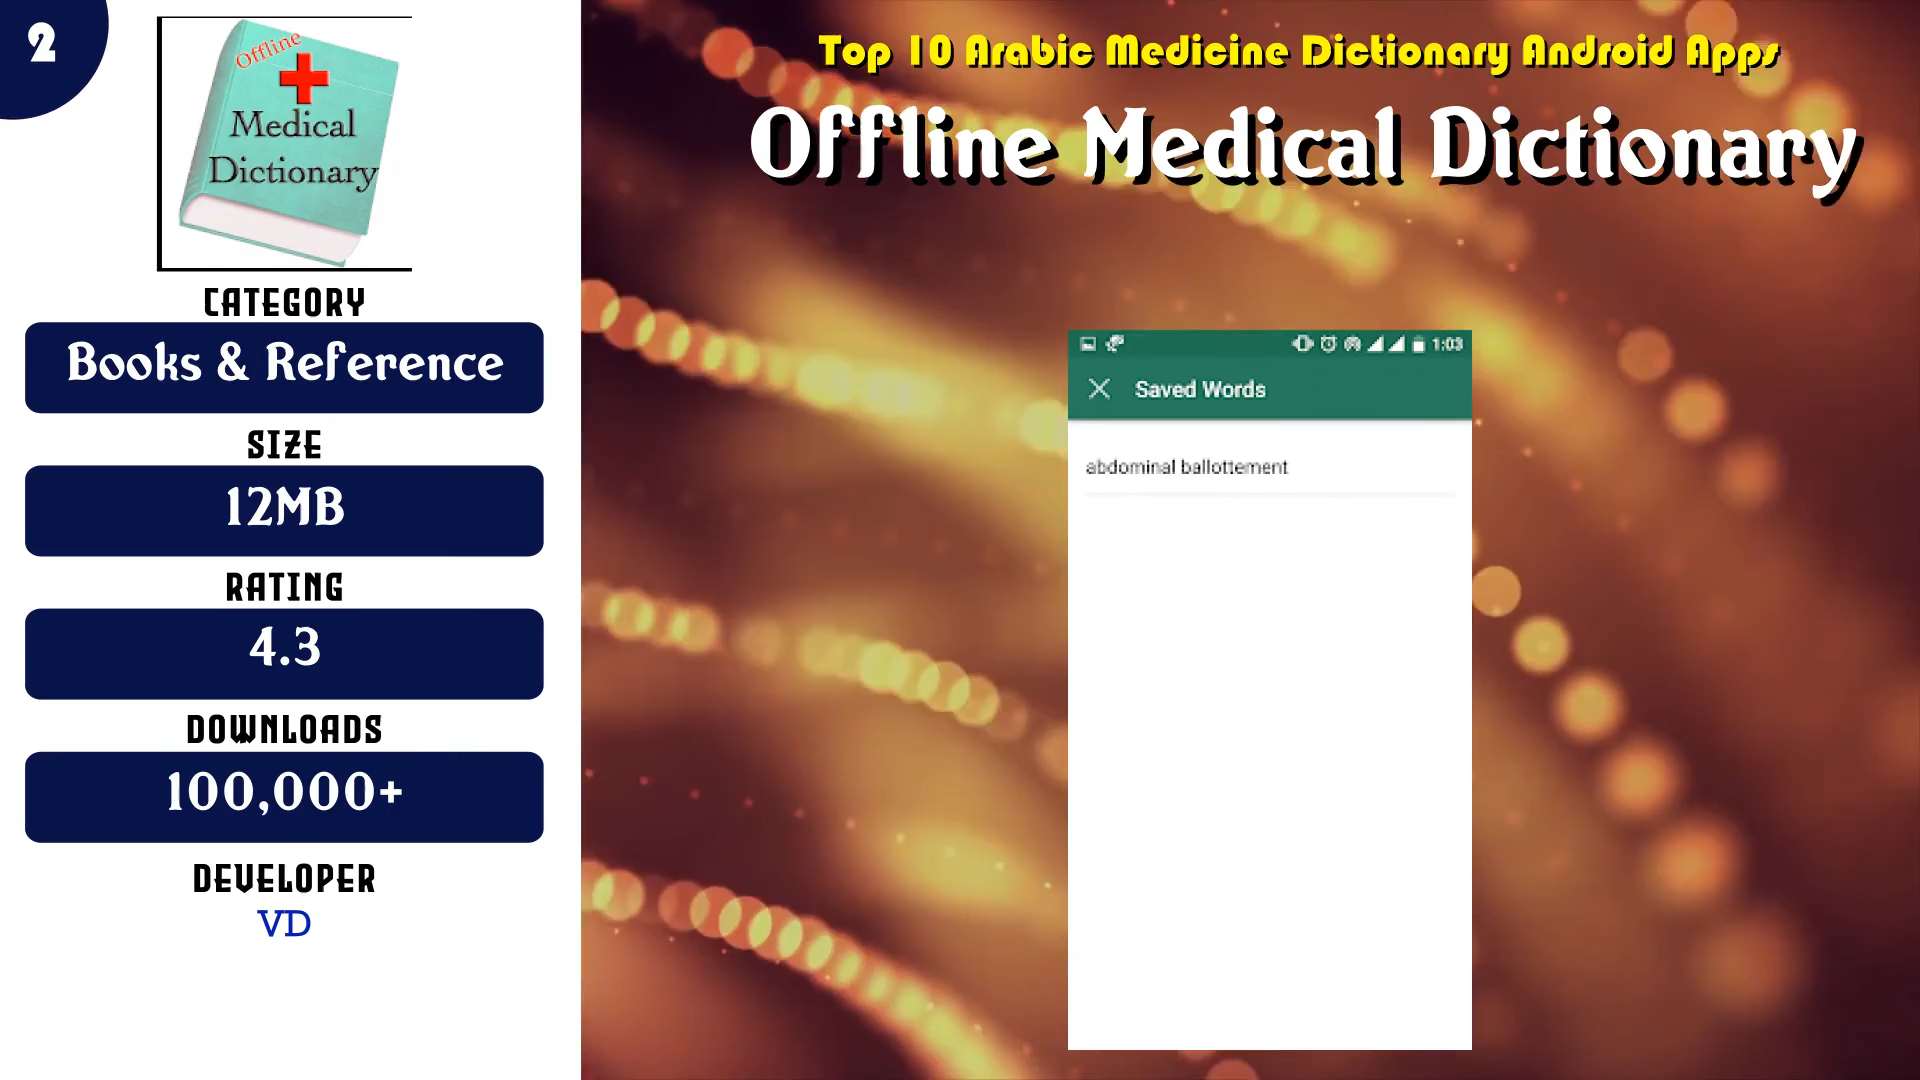 2
Offline
Medical
Dictionary
CATEGORY
Books & Reference
SIZE
12MB
RATING
4.3
DOWNLOADS
100,000+
DEVELOPER
VD
Top 10 Arabic Medicine Dictionary Android Apps
Offline Medical Dictionary
1:03
Saved Words
abdominal ballottement